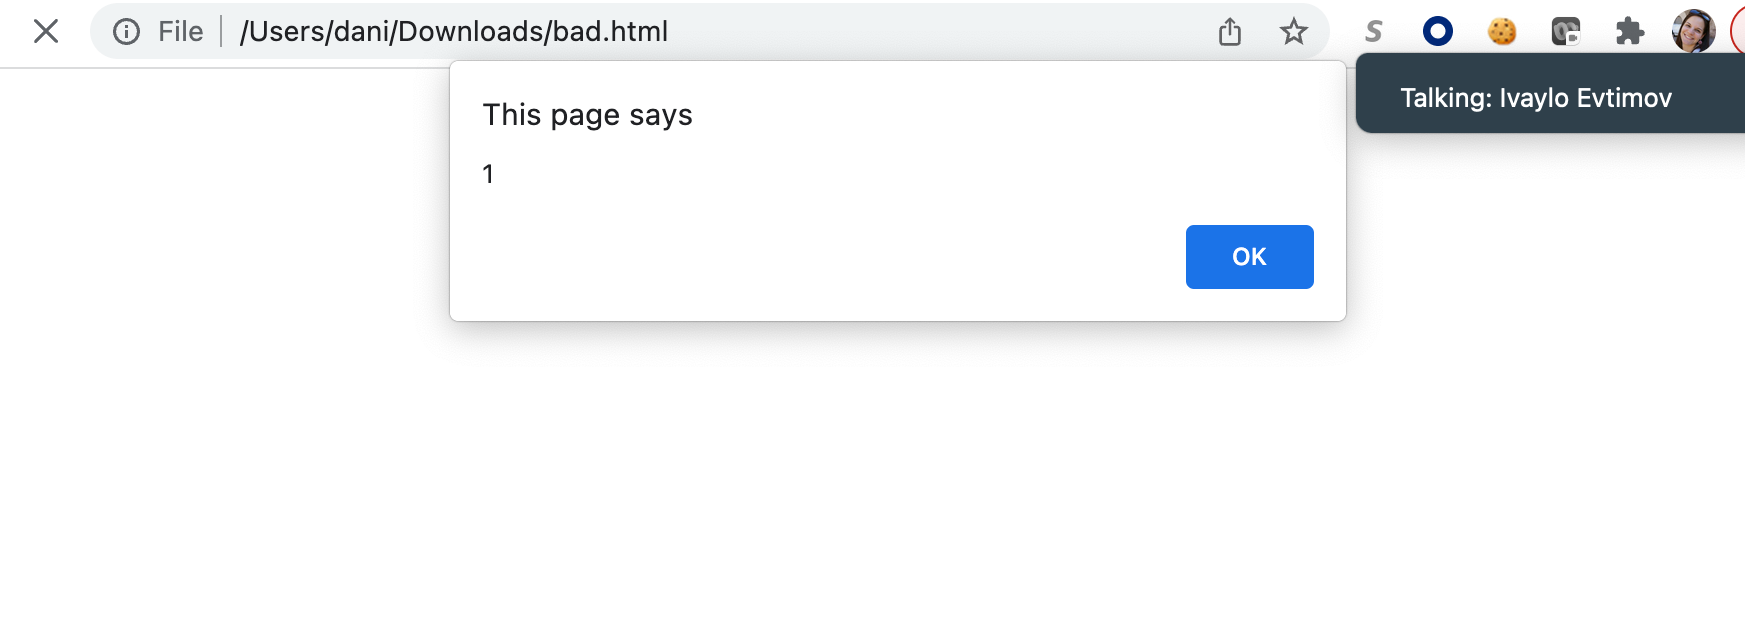 File /Users/dani/Downloads/bad.html
S
Talking: Ivaylo Evtimov
This page says
1
OK